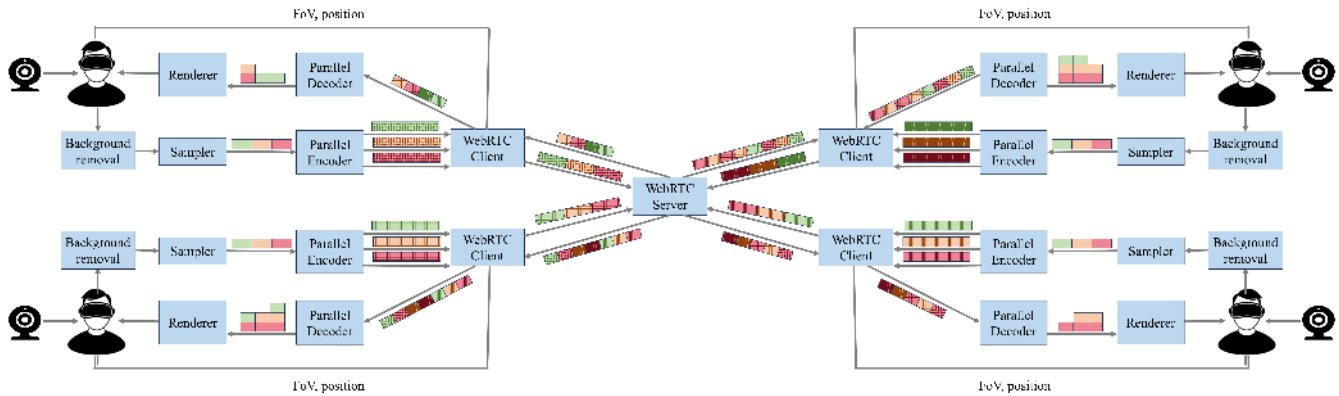 FoV, position
FoV, position
Renderer
Parallel
Decoder
Parallel
Decoder
Renderer
Background
removal
Sampler
Parallel
Encoder
WebRTC
Client
WebRTC
Client
Parallel
Encoder
Sampler
Background
removal
WebRTC
Server
Background
removal
Sampler
Parallel
Encoder
WebRTC
Client
WebRTC
Client
Parallel
Encoder
Sampler
Background
removal
Renderer
Parallel
Decoder
Parallel
Decoder
Renderer
FoV, position
FoV, position